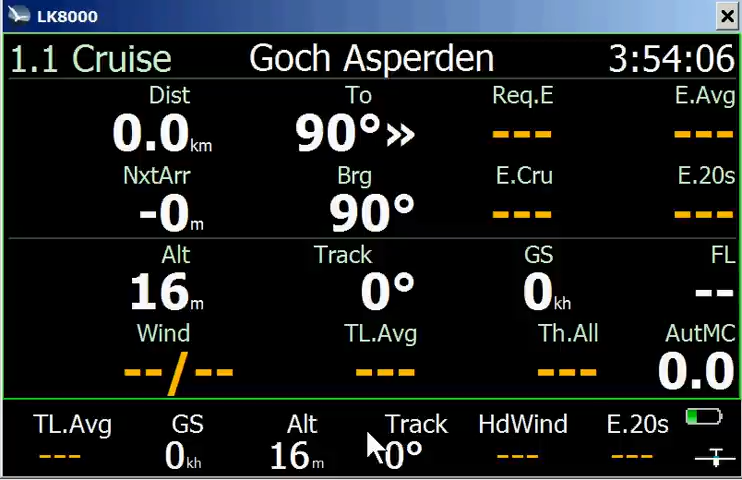 LK8000
1.1 Cruise Goch Asperden 3:54:06
Dist To Req.E E.Avg
0.0km 90°» --- ---
NxtArr Brg E.Cru E.20s
-0m 90° --- ---
Alt Track GS FL
16m 0° 0kh --
Wind TL.Avg Th.All AutMC
--/-- --- --- 0.0
TL.Avg GS Alt Track HdWind E.20s
--- 0kh 16m 0° --- ---